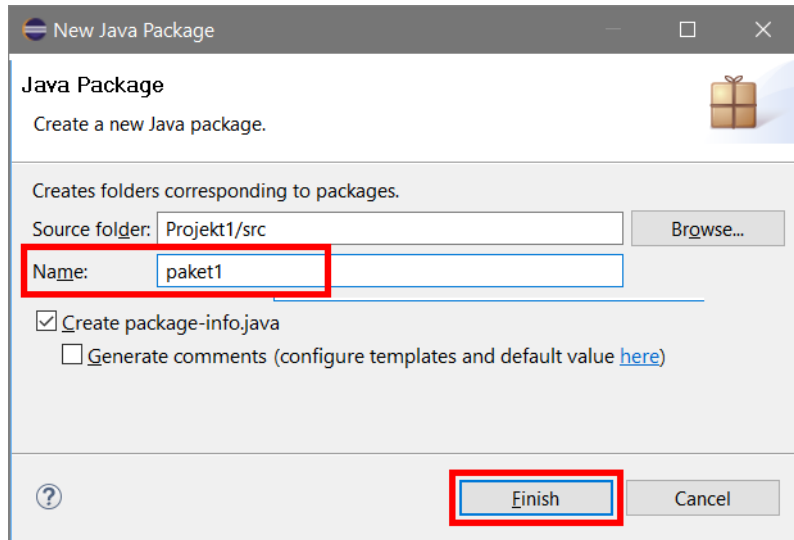 New Java Package
Java Package
Create a new Java package.
Creates folders corresponding to packages.
Source folder: Projekt1/src Browse...
Name: paket1
Create package-info.java
Generate comments (configure templates and default value here)
? Finish Cancel